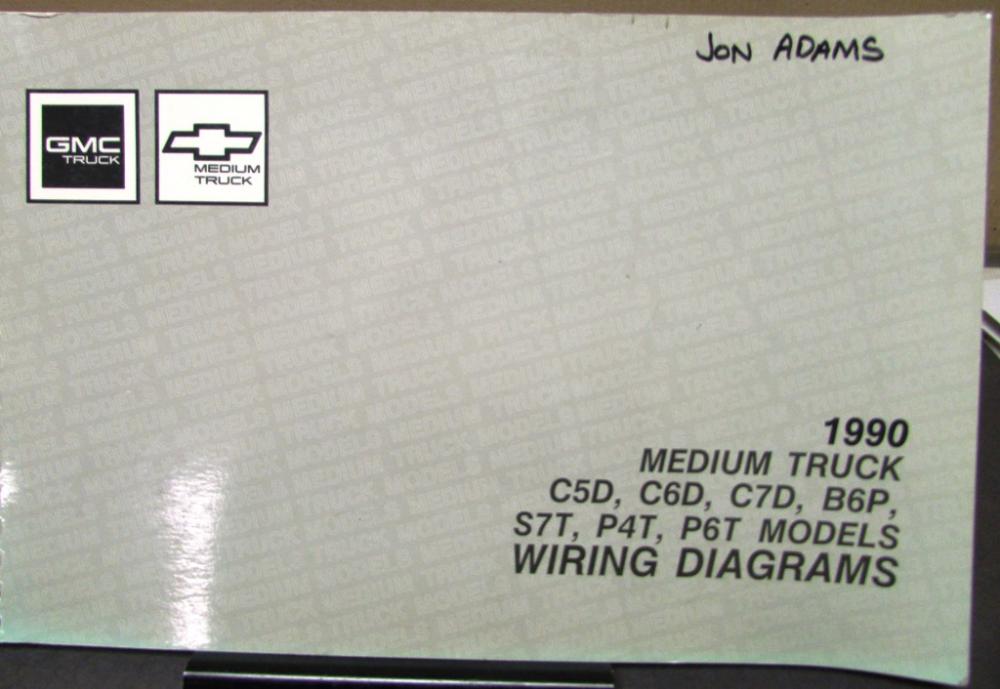 Jon ADAMS
GMC
TRUCK
MEDIUM
TRUCK
1990
MEDIUM TRUCK
C5D, C6D, C7D, B6P,
S7T, P4T, P6T MODELS
WIRING DIAGRAMS